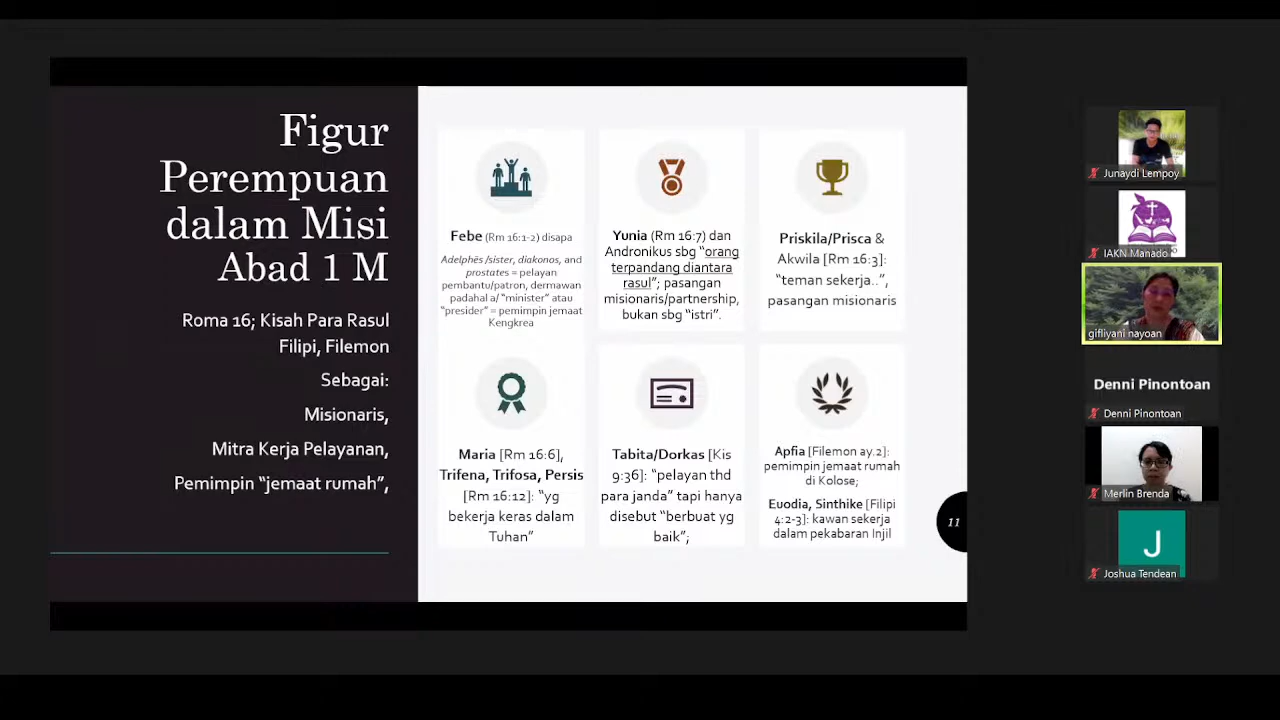 Figur
Perempuan
dalam Misi
Abad 1 M
Roma 16; Kisah Para Rasul
Filipi, Filemon
Sebagai:
Misionaris,
Mitra Kerja Pelayanan,
Pemimpin “jemaat rumah”,
Febe (Rm 16:1-2) disapa
Adelphēs /sister, diakonos, and
prostates = pelayan
pembantu/patron, dermawan
padahal a/ “minister” atau
“presider” = pemimpin jemaat
Kengkrea
Yunia (Rm 16:7) dan
Andronikus sbg “orang
terpandang diantara
rasul”; pasangan
misionaris/partnership,
bukan sbg “istri”.
Priskila/Prisca &
Akwila [Rm 16:3]:
“teman sekerja..”,
pasangan misionaris
Maria [Rm 16:6],
Trifena, Trifosa, Persis
[Rm 16:12]: “yg
bekerja keras dalam
Tuhan”
Tabita/Dorkas [Kis
9:36]: “pelayan thd
para janda” tapi hanya
disebut “berbuat yg
baik”;
Apfia [Filemon ay.2]:
pemimpin jemaat rumah
di Kolose;
Euodia, Sinthike [Filipi
4:2-3]: kawan sekerja
dalam pekabaran Injil
11
Junaydi Lempoy
IAKN Manado
gifliyani nayoan
Denni Pinontoan
Denni Pinontoan
Merlin Brenda
J
Joshua Tendean